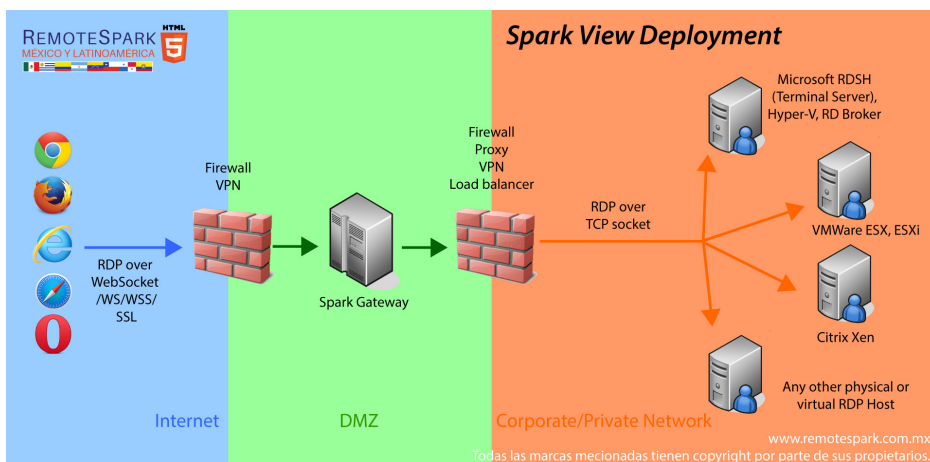 REMOTESPARK
MÉXICO Y LATINOAMÉRICA
HTML
5
Spark View Deployment
Firewall
VPN
RDP over
WebSocket
/WS/WSS/
SSL
Spark Gateway
Firewall
Proxy
VPN
Load balancer
RDP over
TCP socket
Microsoft RDSH
(Terminal Server),
Hyper-V, RD Broker
VMWare ESX, ESXi
Citrix Xen
Any other physical or
virtual RDP Host
Internet
DMZ
Corporate/Private Network
www.remotespark.com.mx
Todas las marcas mecionadas tienen copyright por parte de sus propietarios.